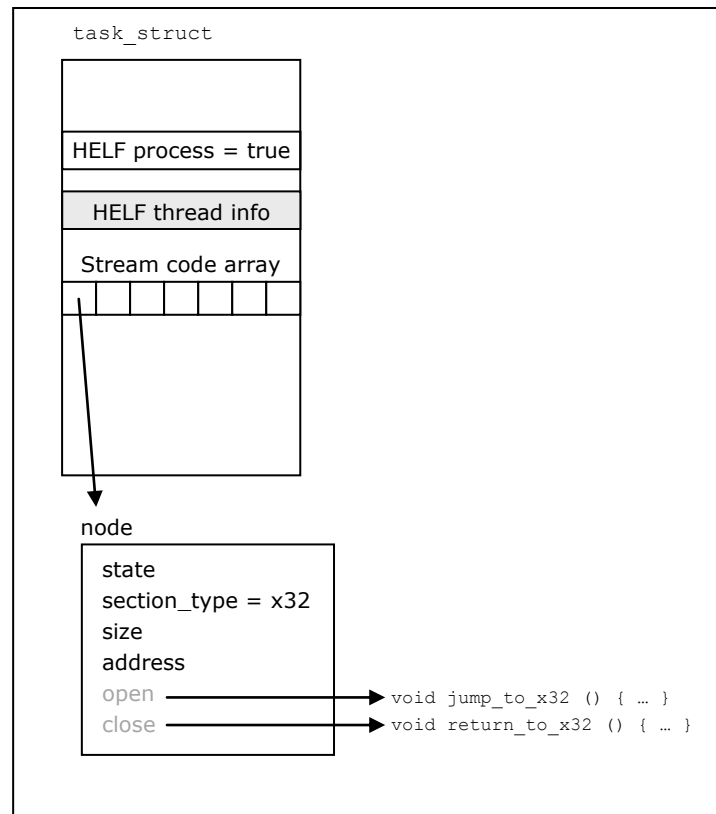 task_struct
HELF process = true
HELF thread info
Stream code array
node
state
section_type = x32
size
address
open
void jump_to_x32 () { … }
close
void return_to_x32 () { … }